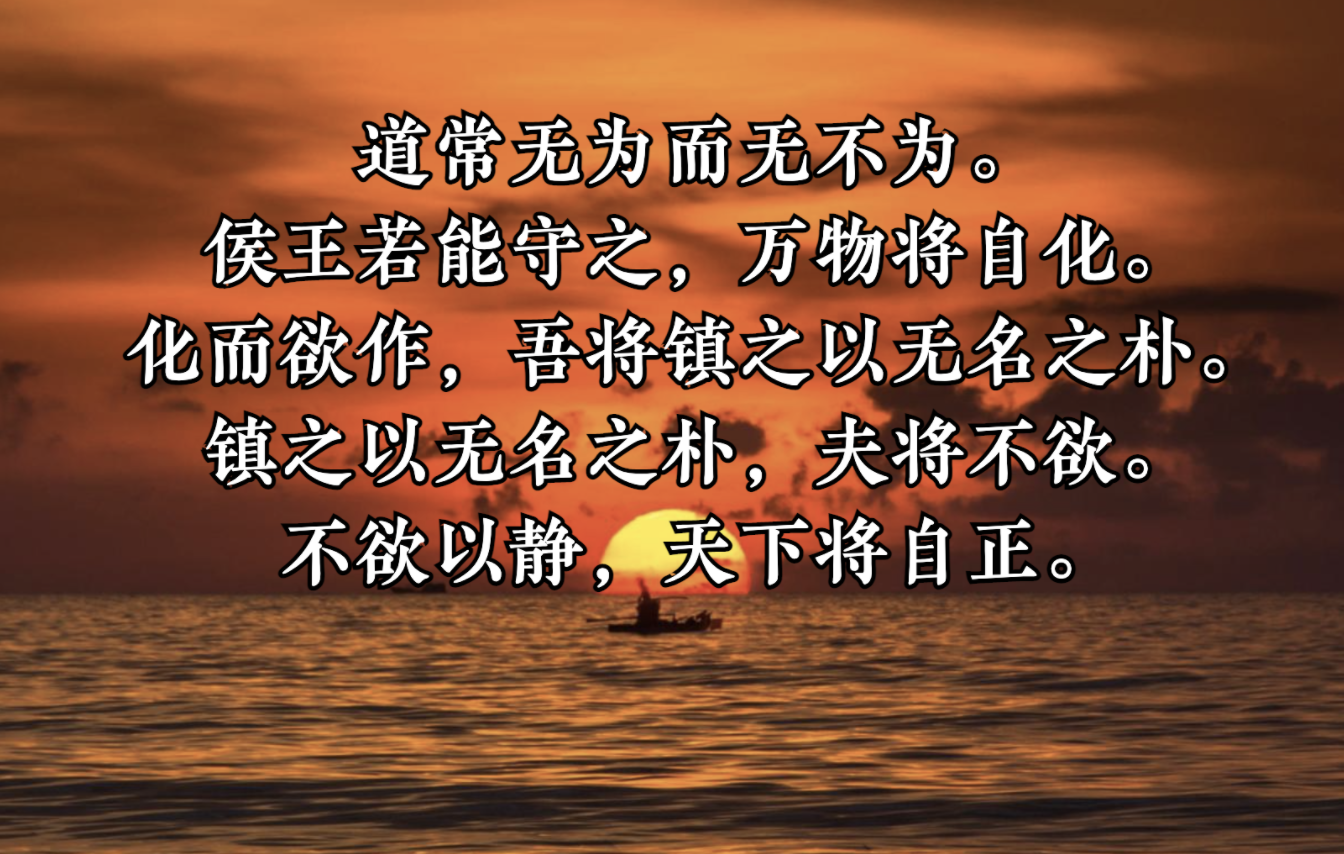 道常无为而无不为。
侯王若能守之，万物将自化。
化而欲作，吾将镇之以无名之朴。
镇之以无名之朴，夫将不欲。
不欲以静，天下将自正。